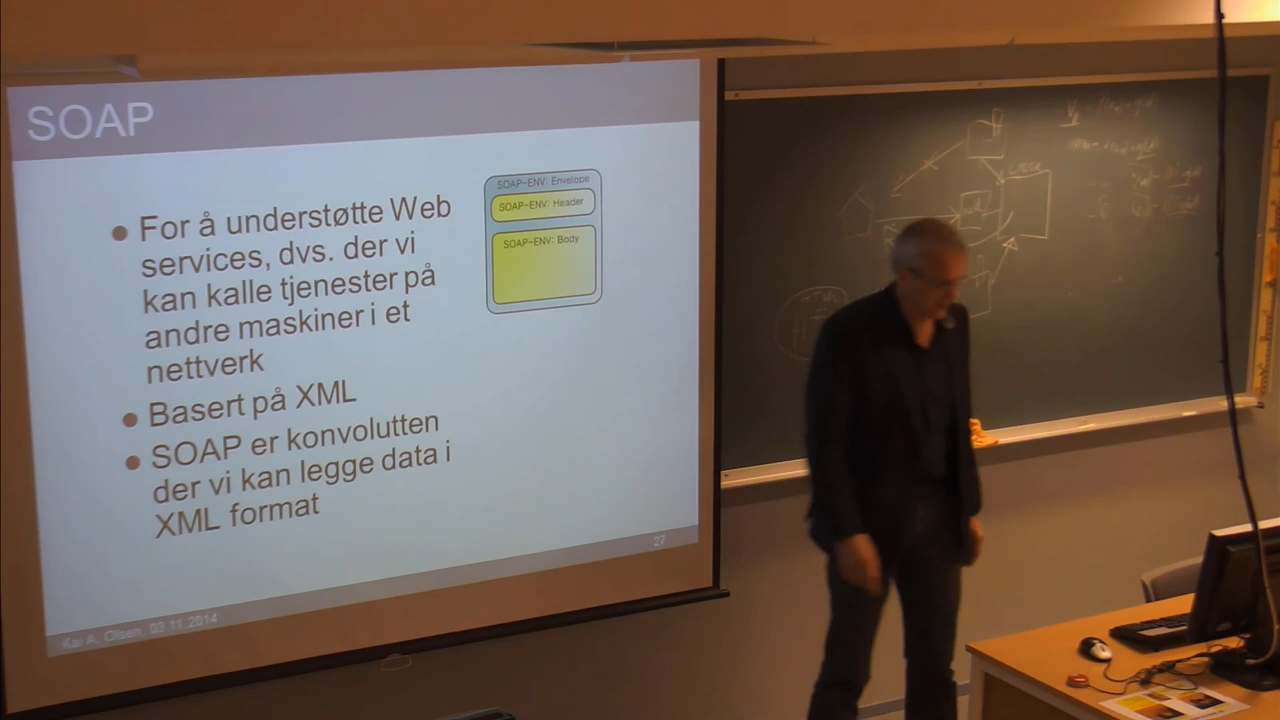 SOAP
• For å understøtte Web
services, dvs. der vi
kan kalle tjenester på
andre maskiner i et
nettverk
• Basert på XML
• SOAP er konvolutten
der vi kan legge data i
XML format
SOAP-ENV: Envelope
SOAP-ENV: Header
SOAP-ENV: Body
27
Kai A. Olsen, 03.11.2014